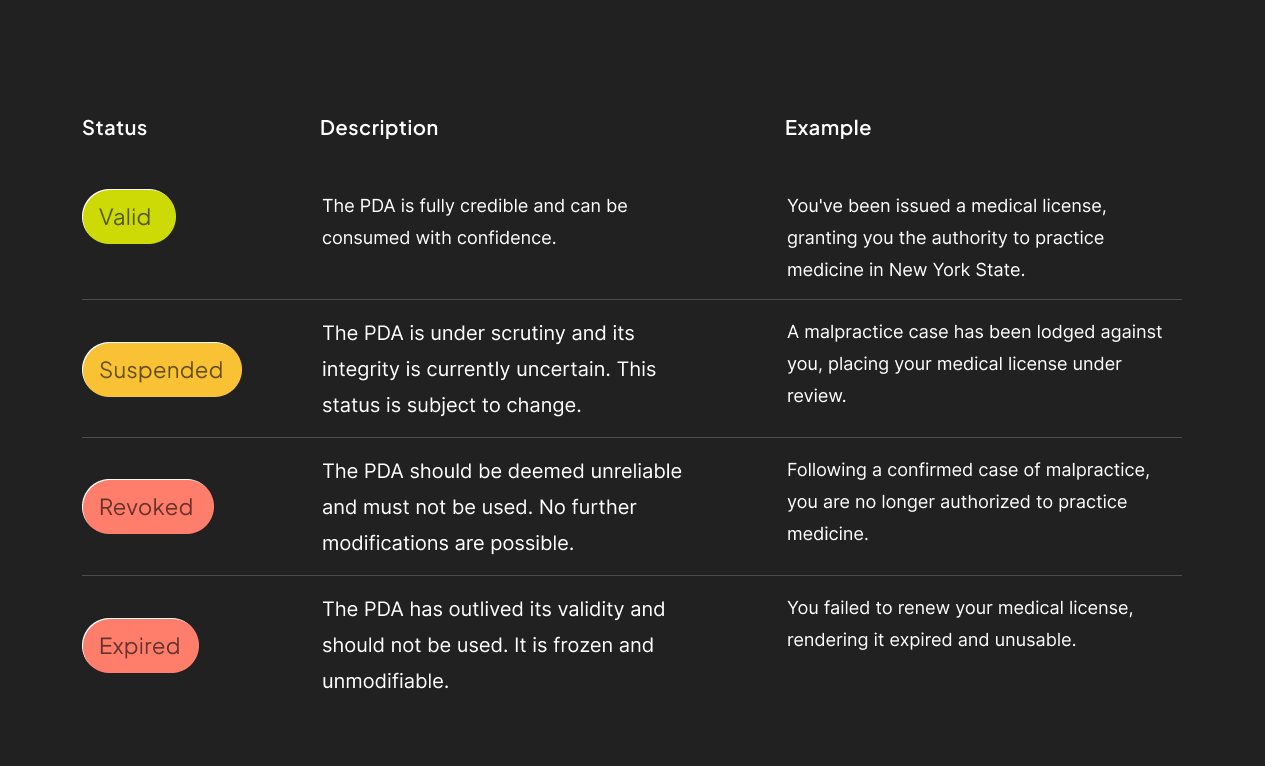 Status
Description
Example
Valid
The PDA is fully credible and can be
consumed with confidence.
You've been issued a medical license,
granting you the authority to practice
medicine in New York State.
Suspended
The PDA is under scrutiny and its
integrity is currently uncertain. This
status is subject to change.
A malpractice case has been lodged against
you, placing your medical license under
review.
Revoked
The PDA should be deemed unreliable
and must not be used. No further
modifications are possible.
Following a confirmed case of malpractice,
you are no longer authorized to practice
medicine.
Expired
The PDA has outlived its validity and
should not be used. It is frozen and
unmodifiable.
You failed to renew your medical license,
rendering it expired and unusable.